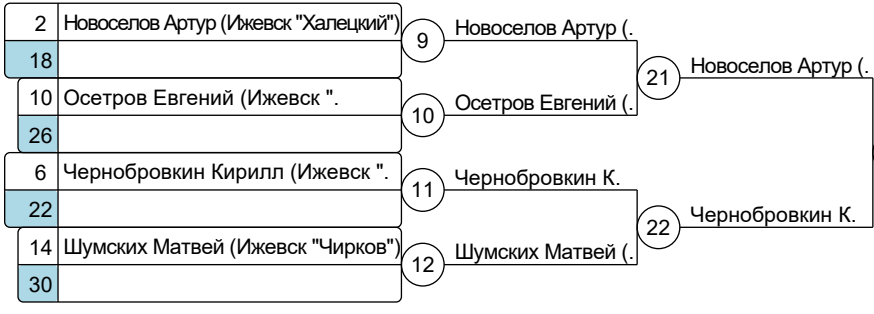 2 Новоселов Артур (Ижевск "Халецкий")
18
9
Новоселов Артур (.
10 Осетров Евгений (Ижевск ".
26
10
Осетров Евгений (.
21
Новоселов Артур (.
6 Чернобровкин Кирилл (Ижевск ".
22
11
Чернобровкин К.
14 Шумских Матвей (Ижевск "Чирков")
30
12
Шумских Матвей (.
22
Чернобровкин К.